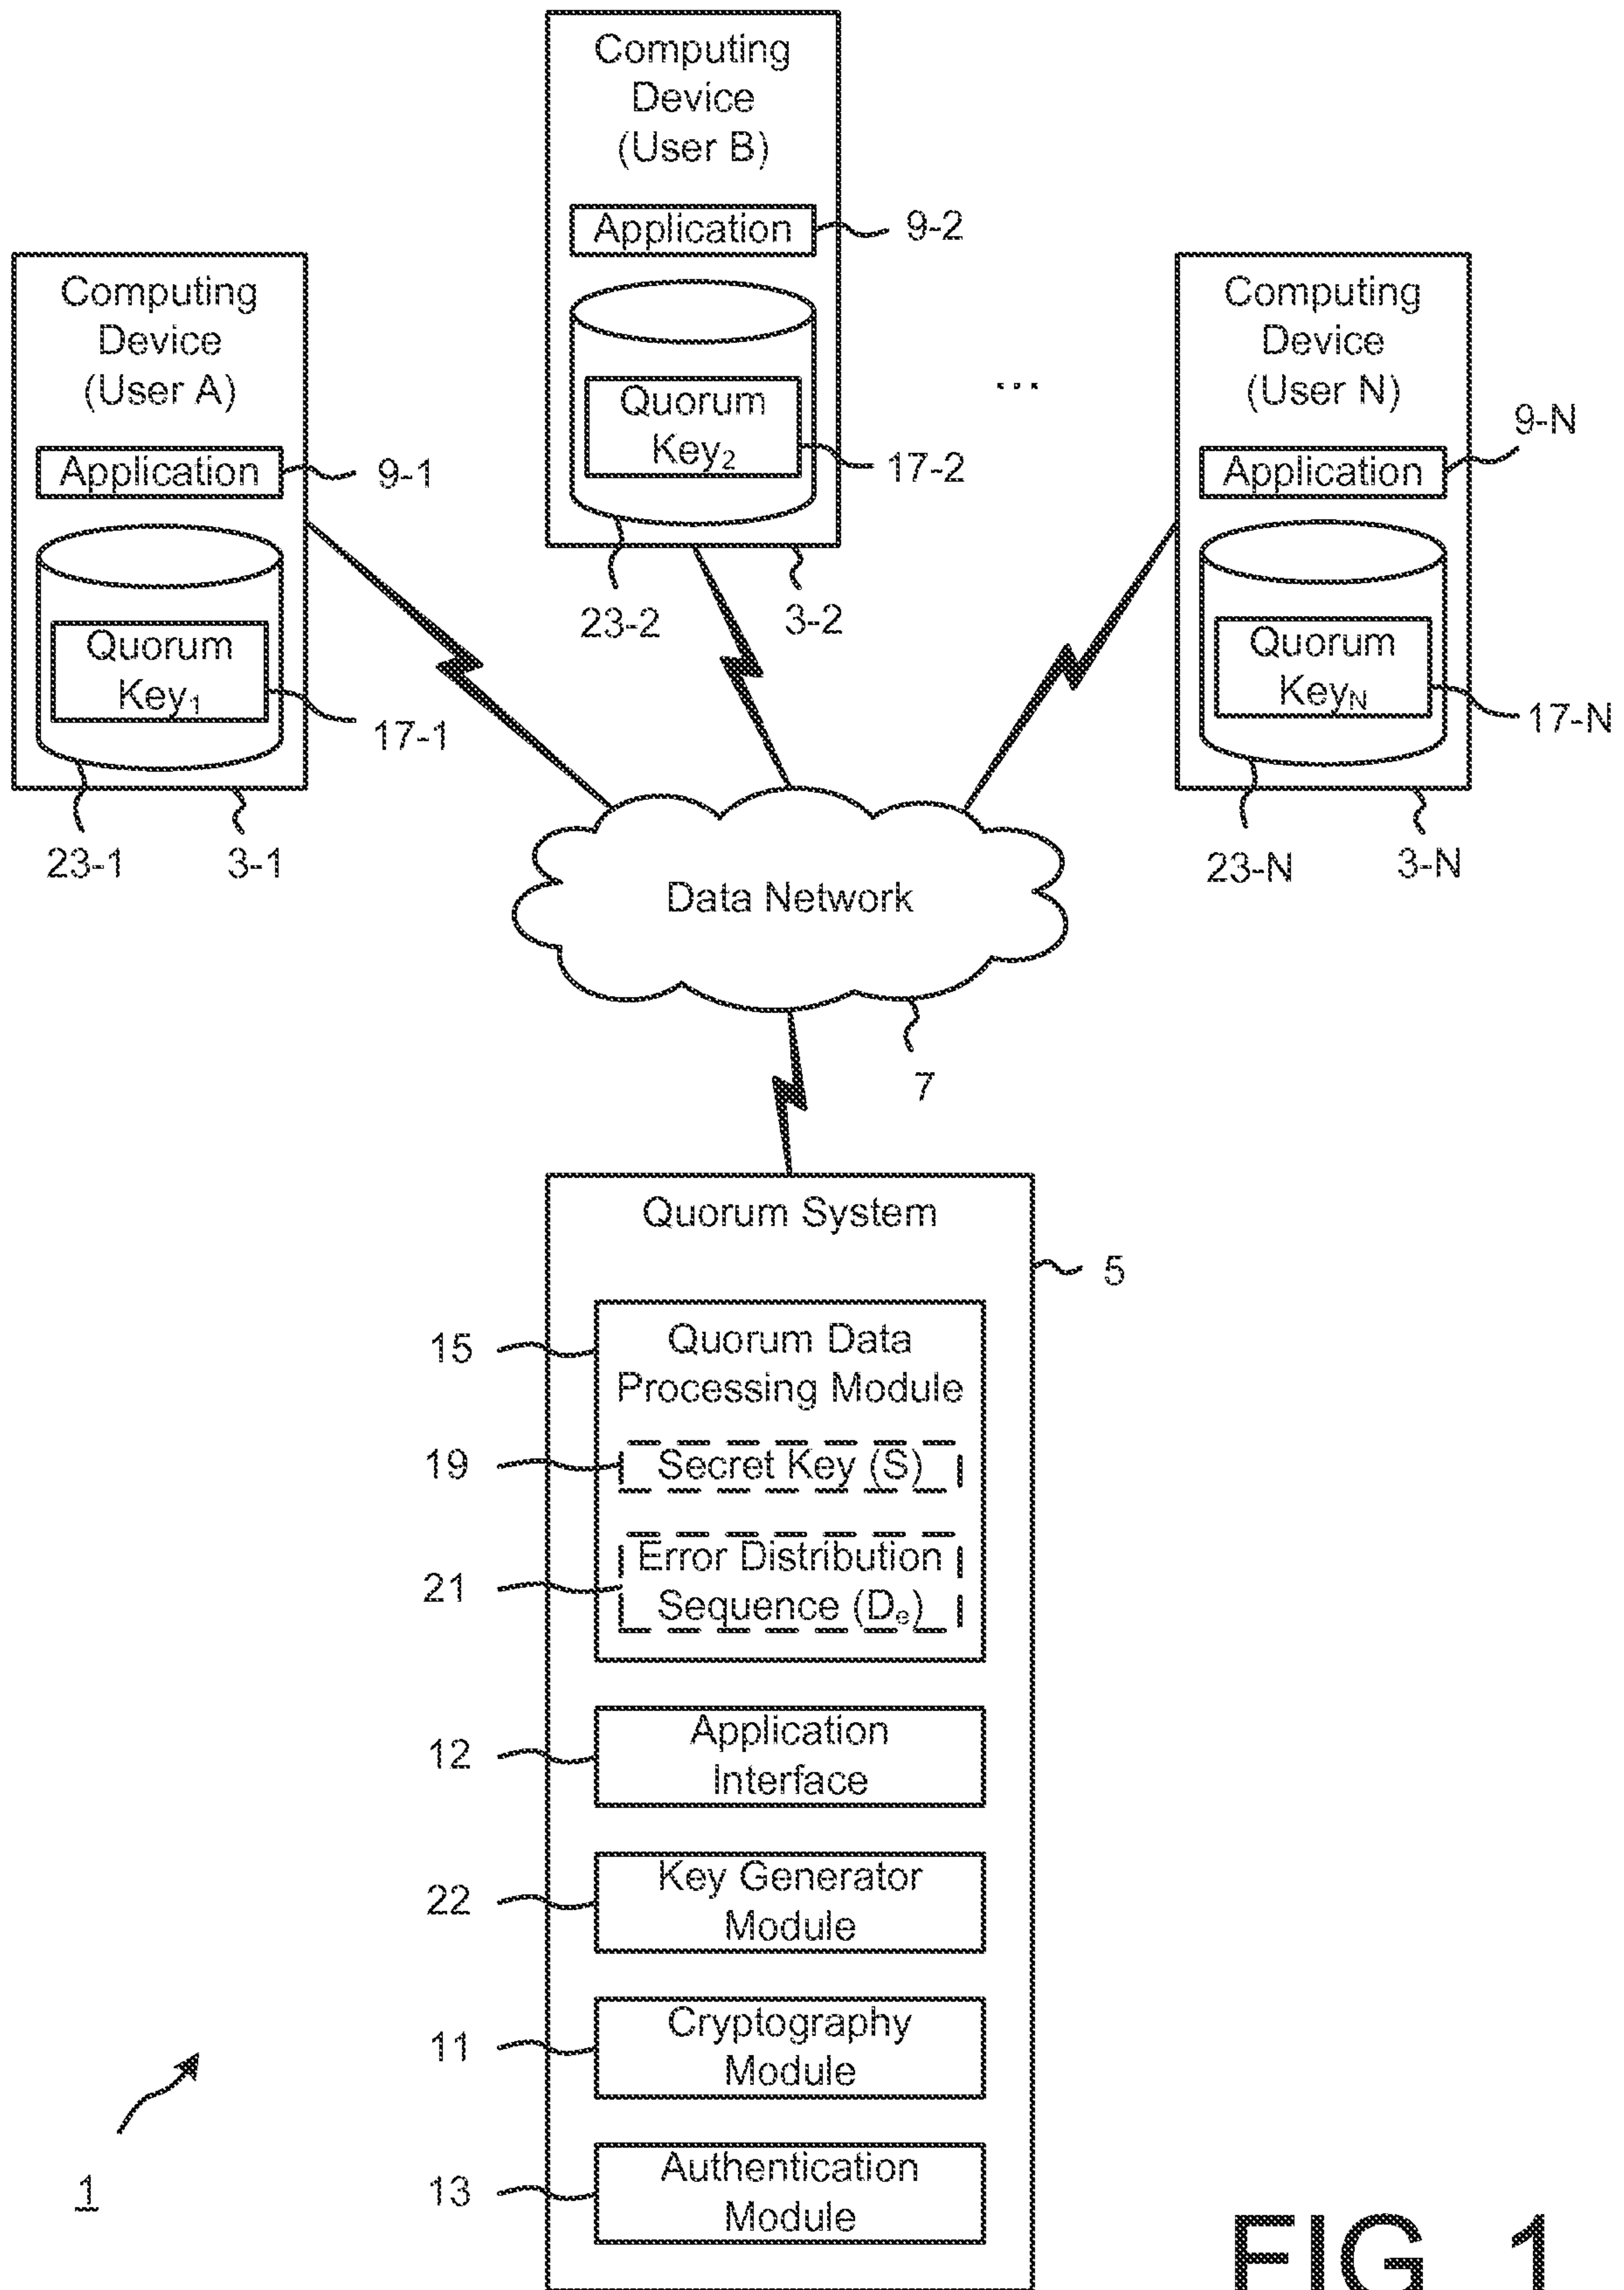 Computing
Device
(User B)
Application
9-2
Quorum
Key2
17-2
23-2
3-2
Computing
Device
(User A)
Application
9-1
Quorum
Key1
17-1
23-1
3-1
...
Computing
Device
(User N)
Application
9-N
Quorum
KeyN
17-N
23-N
3-N
Data Network
7
Quorum System
5
15
Quorum Data
Processing Module
19
Secret Key (S)
21
Error Distribution
Sequence (De)
12
Application
Interface
22
Key Generator
Module
11
Cryptography
Module
13
Authentication
Module
1
FIG. 1